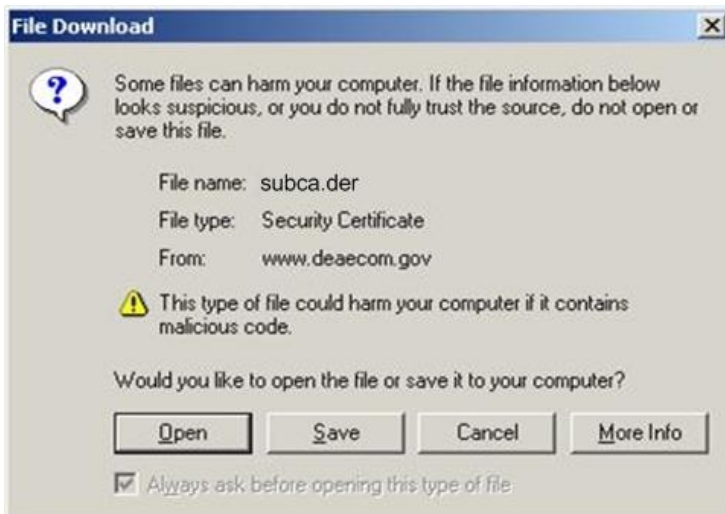 File Download
Some files can harm your computer. If the file information below
looks suspicious, or you do not fully trust the source, do not open or
save this file.
File name: subca.der
File type: Security Certificate
From: www.deaecom.gov
This type of file could harm your computer if it contains
malicious code.
Would you like to open the file or save it to your computer?
Open Save Cancel More Info
Always ask before opening this type of file